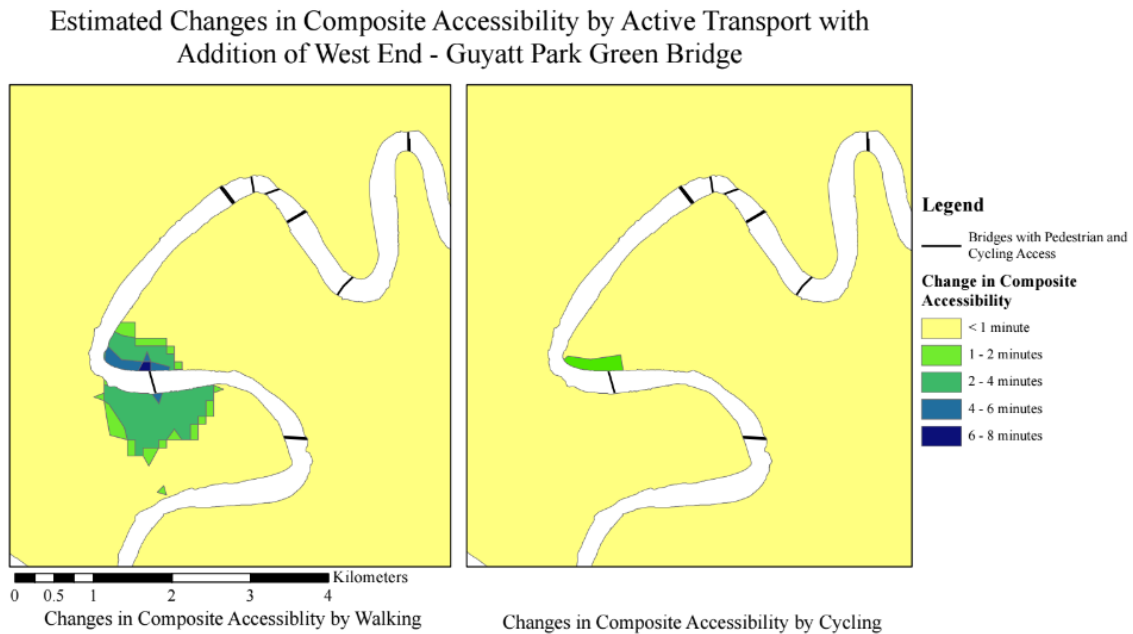 Estimated Changes in Composite Accessibility by Active Transport with
Addition of West End - Guyatt Park Green Bridge
Legend
Bridges with Pedestrian and
Cycling Access
Change in Composite
Accessibility
< 1 minute
1 - 2 minutes
2 - 4 minutes
4 - 6 minutes
6 - 8 minutes
Kilometers
0 0.5 1 2 3 4
Changes in Composite Accessiblity by Walking
Changes in Composite Accessibility by Cycling